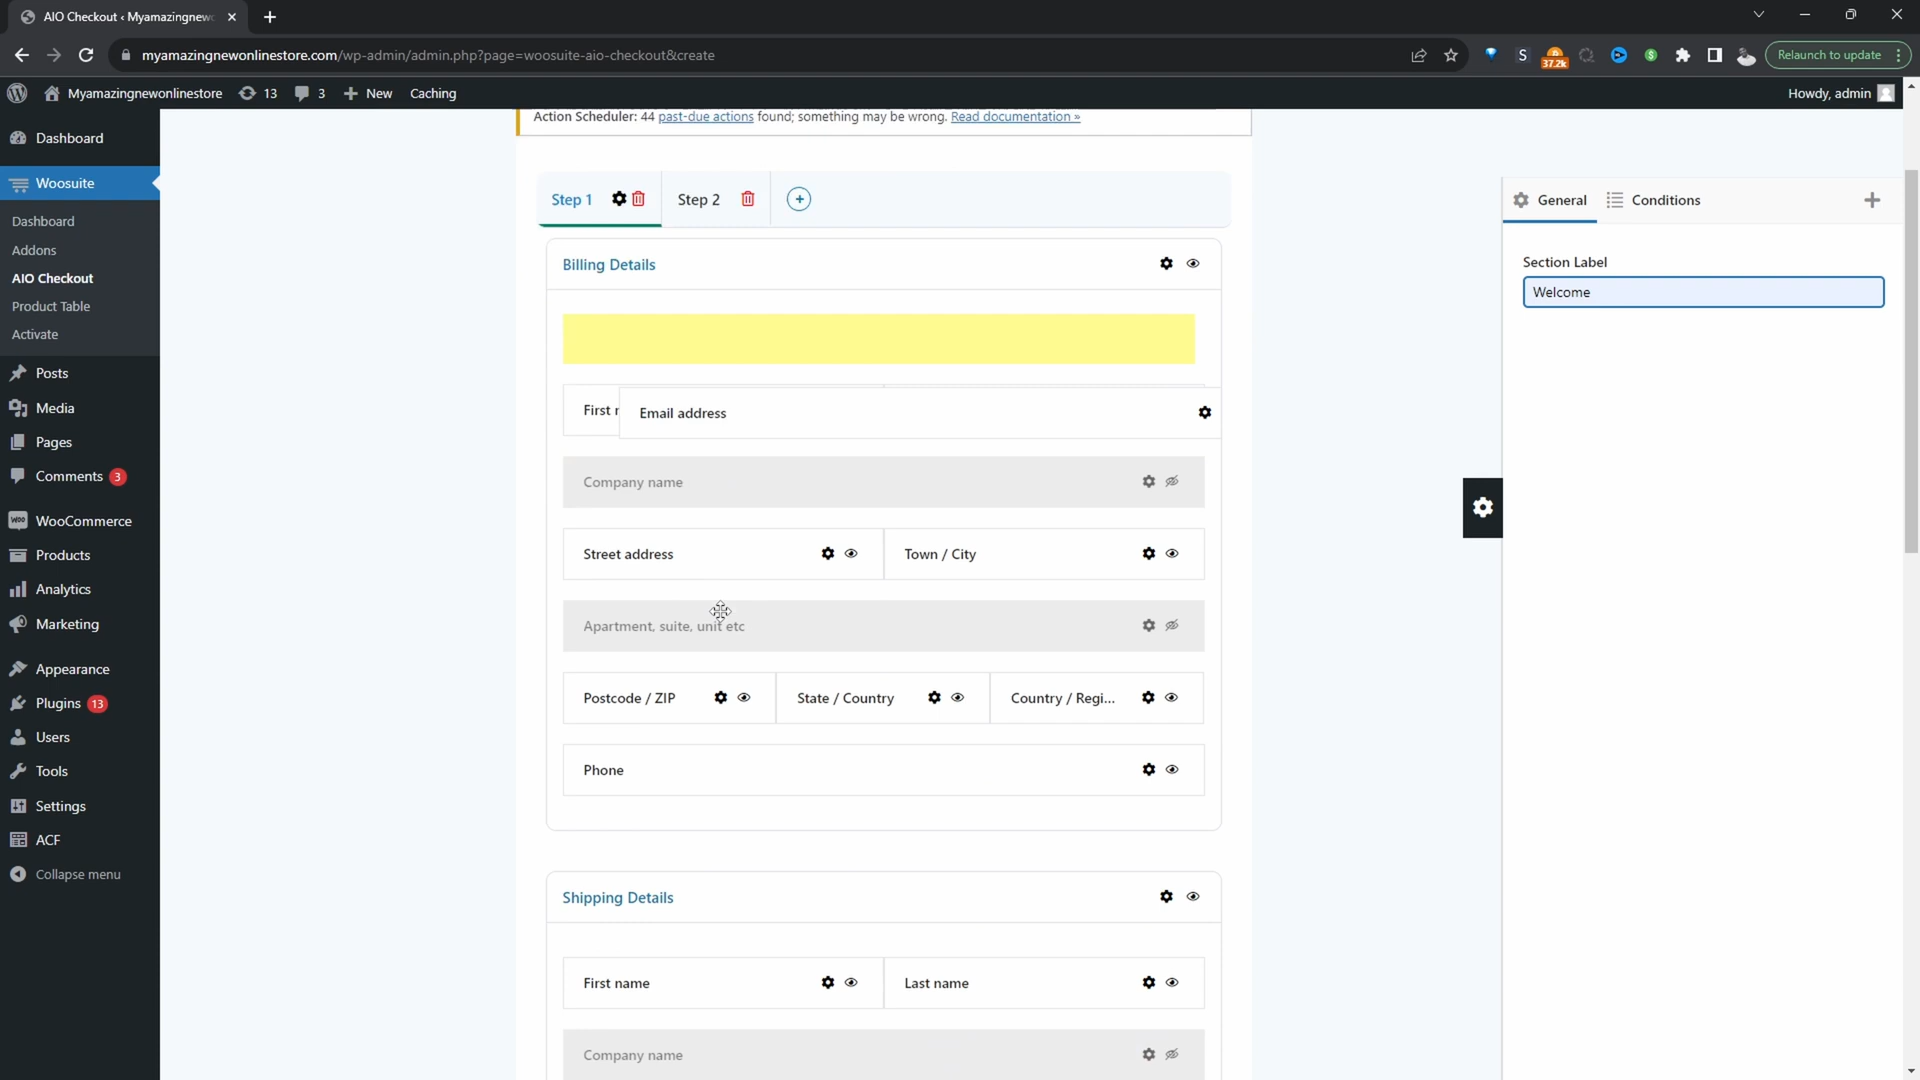 AIO Checkout ‹ Myamazingnew
myamazingnewonlinestore.com/wp-admin/admin.php?page=woosuite-aio-checkout&create
S
37.2k
Relaunch to update
Myamazingnewonlinestore
13
3
New
Caching
Howdy, admin
Dashboard
Woosuite
Dashboard
Addons
AIO Checkout
Product Table
Activate
Posts
Media
Pages
Comments 3
WooCommerce
Products
Analytics
Marketing
Appearance
Plugins 13
Users
Tools
Settings
ACF
Collapse menu
Action Scheduler: 44 past-due actions found; something may be wrong. Read documentation »
Step 1
Step 2
Billing Details
First
Email address
Company name
Street address
Town / City
Apartment, suite, unit etc
Postcode / ZIP
State / Country
Country / Regi...
Phone
Shipping Details
First name
Last name
Company name
General
Conditions
Section Label
Welcome